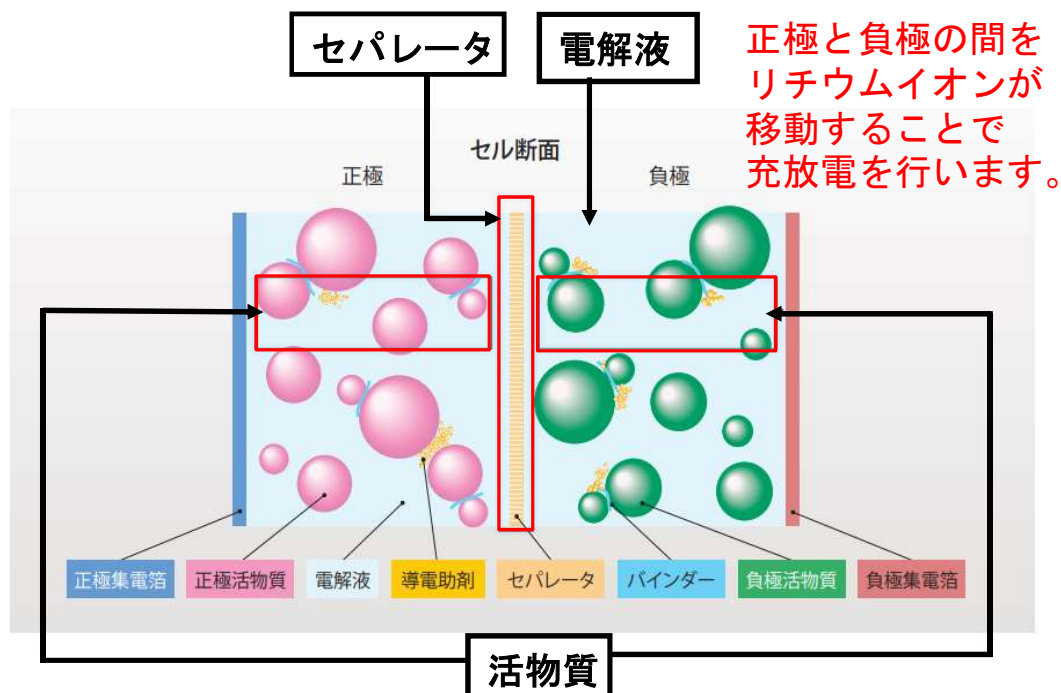 セパレータ
電解液
正極と負極の間を
リチウムイオンが
移動することで
充放電を行います。
セル断面
正極
負極
正極集電箔
正極活物質
電解液
導電助剤
セパレータ
バインダー
負極活物質
負極集電箔
活物質